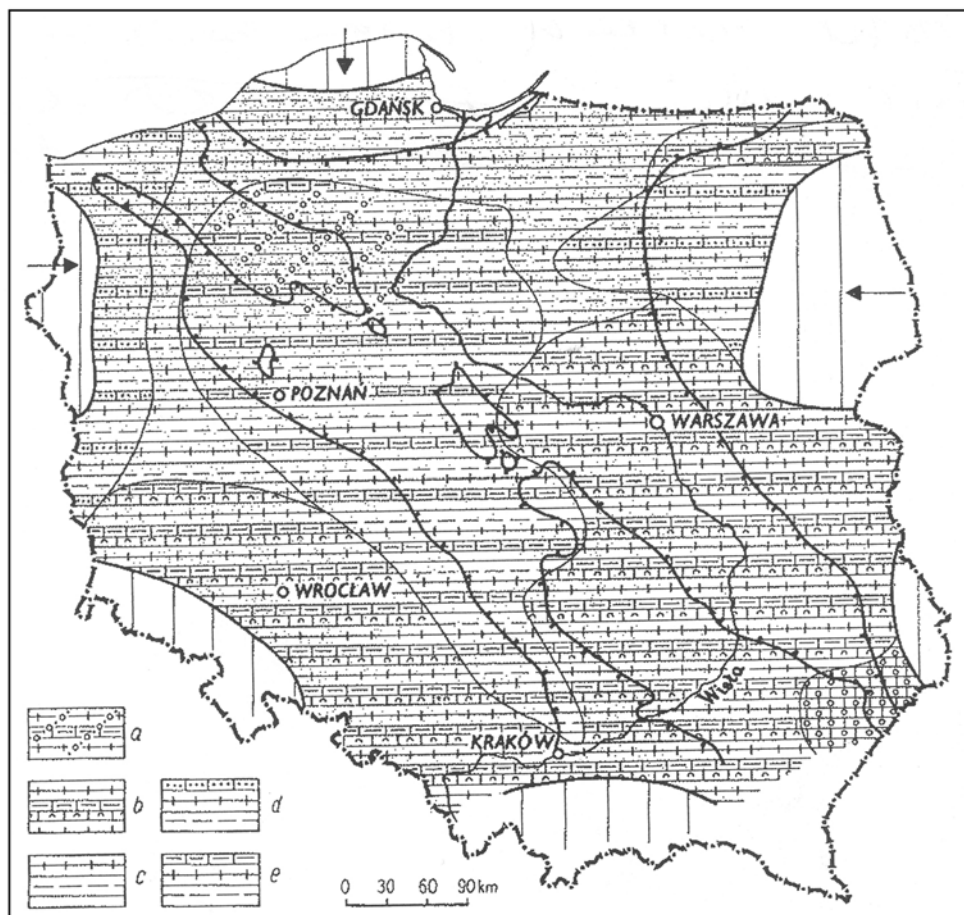 GDAŃSK
POZNAŃ
WARSZAWA
WROCŁAW
Wisła
KRAKÓW
a
b
d
c
e
0 30 60 90 km